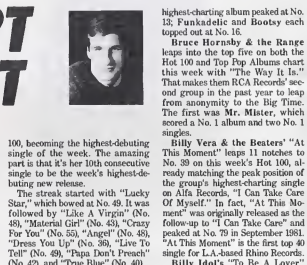 RT
T
100, becoming the highest-debuting
single of the week. The amazing
part is that it's her 10th consecutive
single to be the week's highest-de-
buting new release.
The streak started with "Lucky
Star," which bowed at No. 49. It was
followed by "Like A Virgin" (No.
48), "Material Girl" (No. 43), "Crazy
For You" (No. 55), "Angel" (No. 48),
"Dress You Up" (No. 36), "Live To
Tell" (No. 49), "Papa Don't Preach"
(No. 42), and "True Blue" (No. 40).
highest-charting album peaked at No.
13; Funkadelic and Bootsy each
topped out at No. 16.
Bruce Hornsby & the Range
leaps into the top five on both the
Hot 100 and Top Pop Albums chart
this week with "The Way It Is."
That makes them RCA Records' sec-
ond group in the past year to leap
from anonymity to the Big Time.
The first was Mr. Mister, which
scored a No. 1 album and two No. 1
singles.
Billy Vera & the Beaters' "At
This Moment" leaps 11 notches to
No. 39 on this week's Hot 100, al-
ready matching the peak position of
the group's highest-charting single
on Alfa Records, "I Can Take Care
Of Myself." In fact, "At This Mo-
ment" was originally released as the
follow-up to "I Can Take Care" and
peaked at No. 79 in September 1981.
"At This Moment" is the first top 40
single for L.A.-based Rhino Records.
Billy Idol's "To Be A Lover"